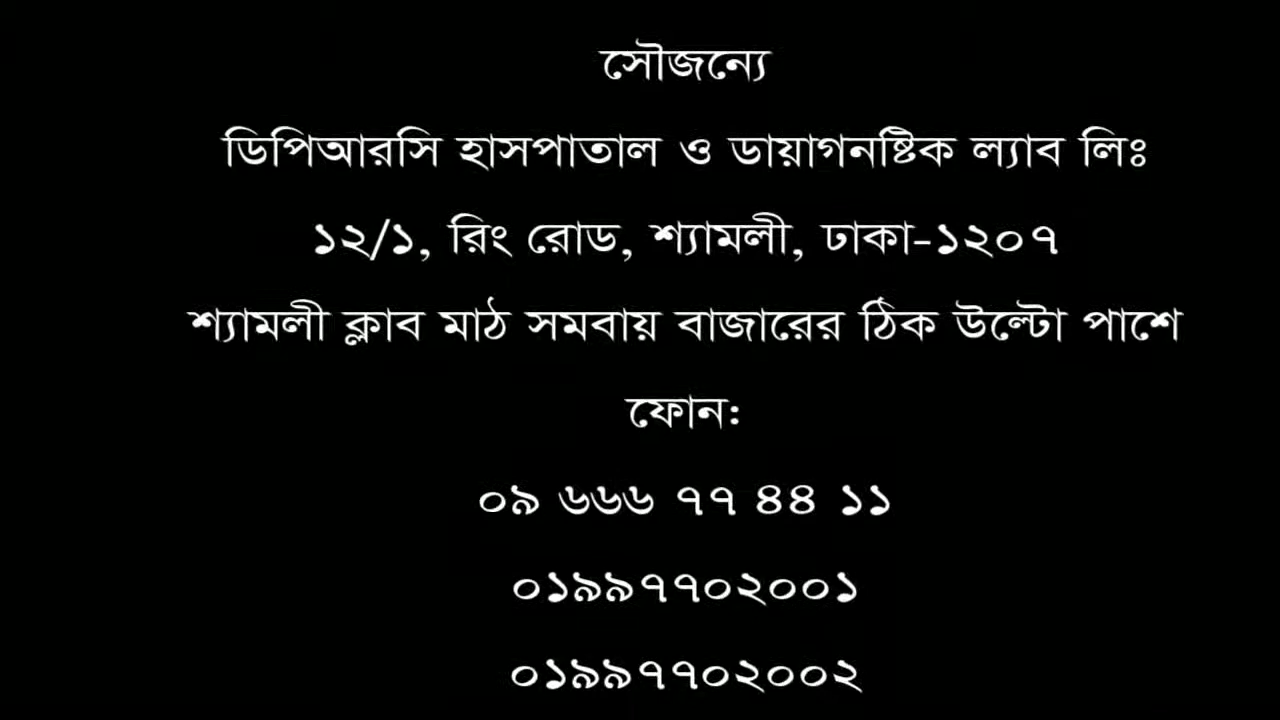 সৌজন্যে
ডিপিআরসি হাসপাতাল ও ডায়াগনষ্টিক ল্যাব লিঃ
১২/১, রিং রোড, শ্যামলী, ঢাকা-১২০৭
শ্যামলী ক্লাব মাঠ সমবায় বাজারের ঠিক উল্টো পাশে
ফোন:
০৯ ৬৬৬ ৭৭ ৪৪ ১১
০১৯৯৭৭০২০০১
০১৯৯৭৭০২০০২